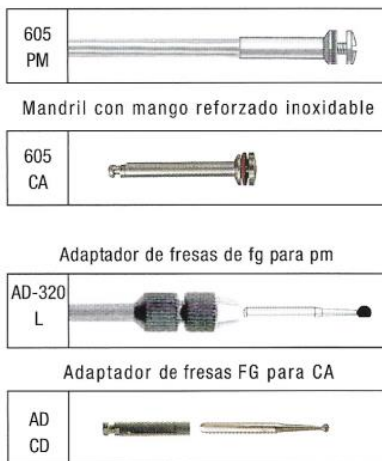 605
PM
Mandril con mango reforzado inoxidable
605
CA
Adaptador de fresas de fg para pm
AD-320
L
Adaptador de fresas FG para CA
AD
CD